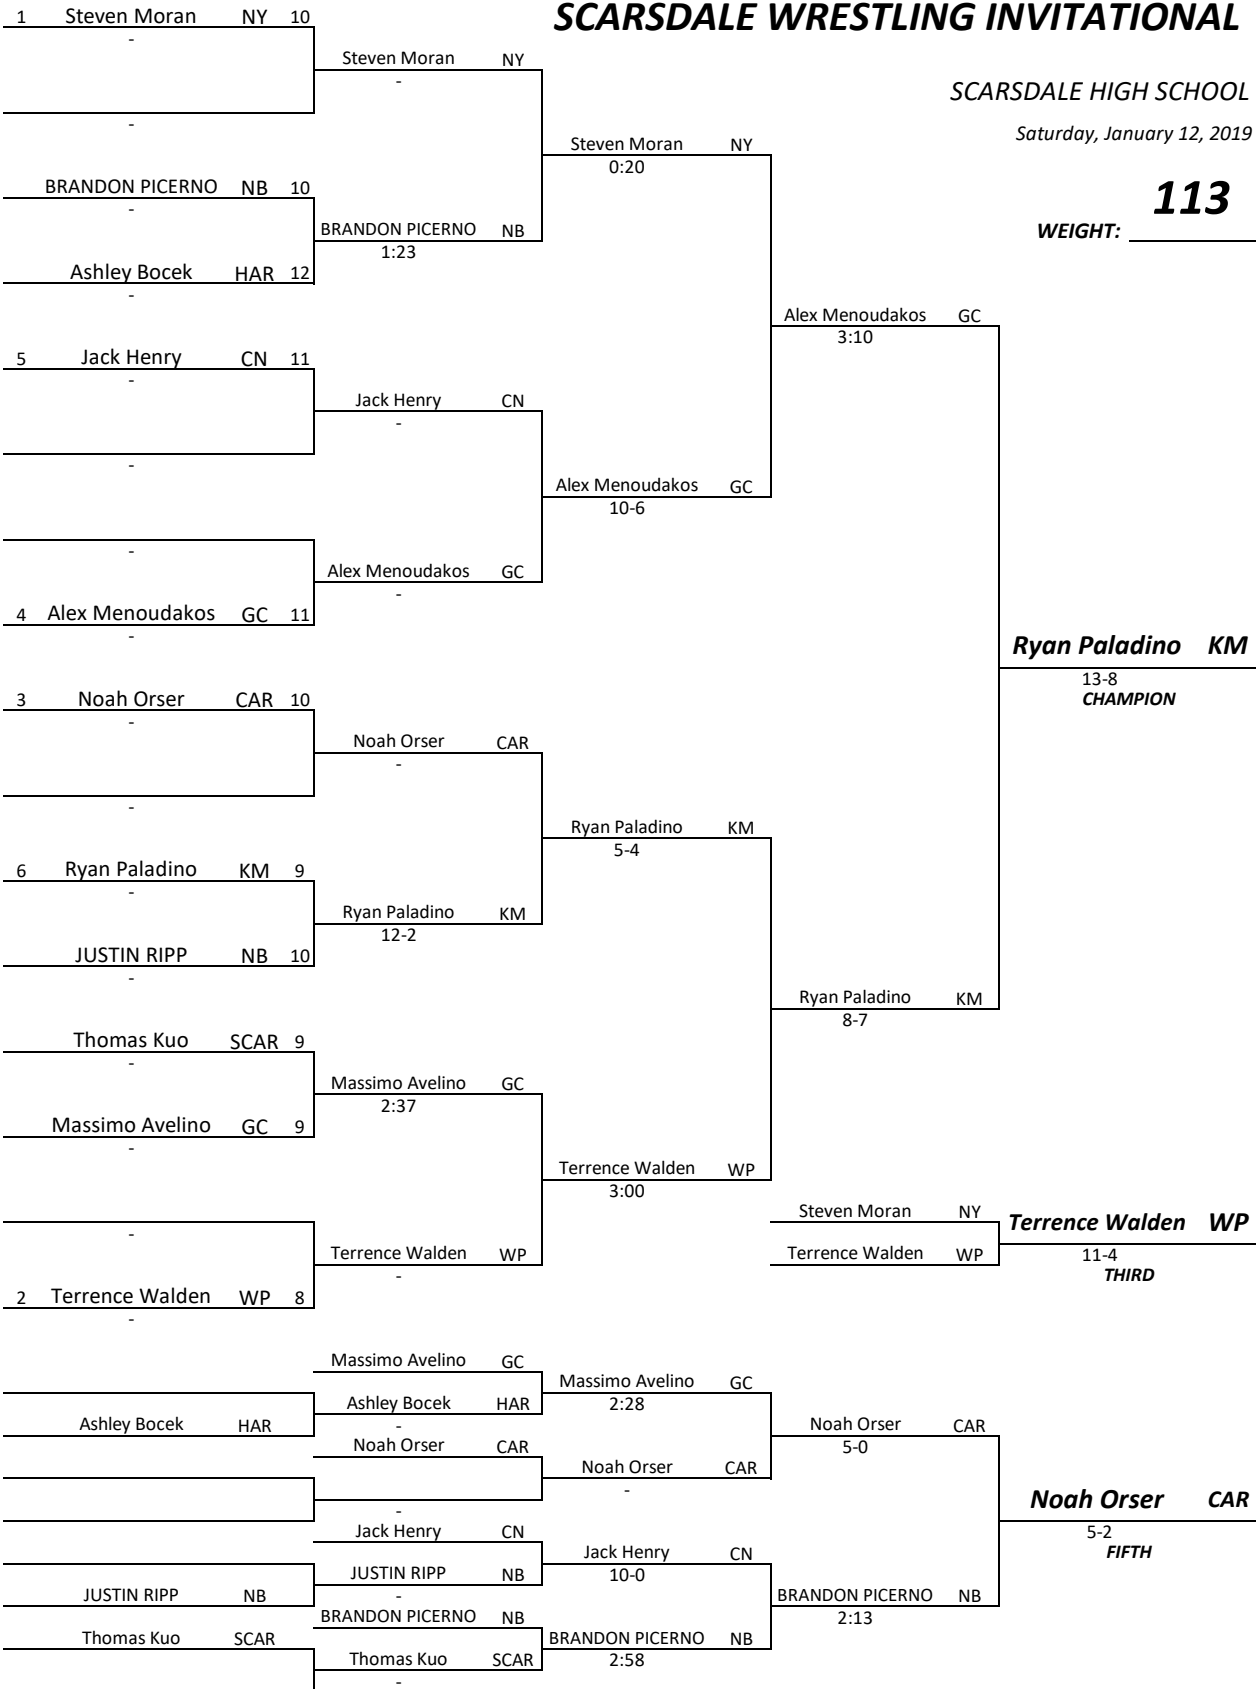 SCARSDALE WRESTLING INVITATIONAL
1 Steven Moran NY 10
-
Steven Moran NY
-
SCARSDALE HIGH SCHOOL
-
Saturday, January 12, 2019
Steven Moran NY
0:20
BRANDON PICERNO NB 10
-
113
WEIGHT:
BRANDON PICERNO NB
1:23
Ashley Bocek HAR 12
-
Alex Menoudakos GC
3:10
5 Jack Henry CN 11
-
Jack Henry CN
-
-
Alex Menoudakos GC
10-6
-
Alex Menoudakos GC
-
4 Alex Menoudakos GC 11
-
Ryan Paladino KM
13-8
CHAMPION
3 Noah Orser CAR 10
-
Noah Orser CAR
-
-
Ryan Paladino KM
5-4
6 Ryan Paladino KM 9
-
Ryan Paladino KM
12-2
JUSTIN RIPP NB 10
-
Ryan Paladino KM
8-7
Thomas Kuo SCAR 9
-
Massimo Avelino GC
2:37
Massimo Avelino GC 9
-
Terrence Walden WP
3:00
Steven Moran NY
Terrence Walden WP
-
Terrence Walden WP
-
Terrence Walden WP
11-4
THIRD
2 Terrence Walden WP 8
-
Massimo Avelino GC
Massimo Avelino GC
2:28
Ashley Bocek HAR
-
Ashley Bocek HAR
Noah Orser CAR
5-0
Noah Orser CAR
Noah Orser CAR
-
-
Noah Orser CAR
5-2
FIFTH
Jack Henry CN
Jack Henry CN
10-0
JUSTIN RIPP NB
-
JUSTIN RIPP NB
BRANDON PICERNO NB
2:13
BRANDON PICERNO NB
Thomas Kuo SCAR
BRANDON PICERNO NB
2:58
Thomas Kuo SCAR
-